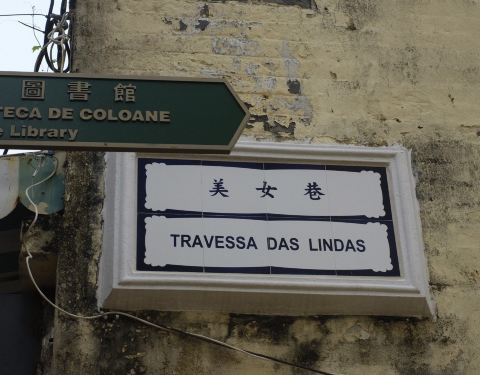 圖書館
TECA DE COLOANE
Library
美女巷
TRAVESSA DAS LINDAS